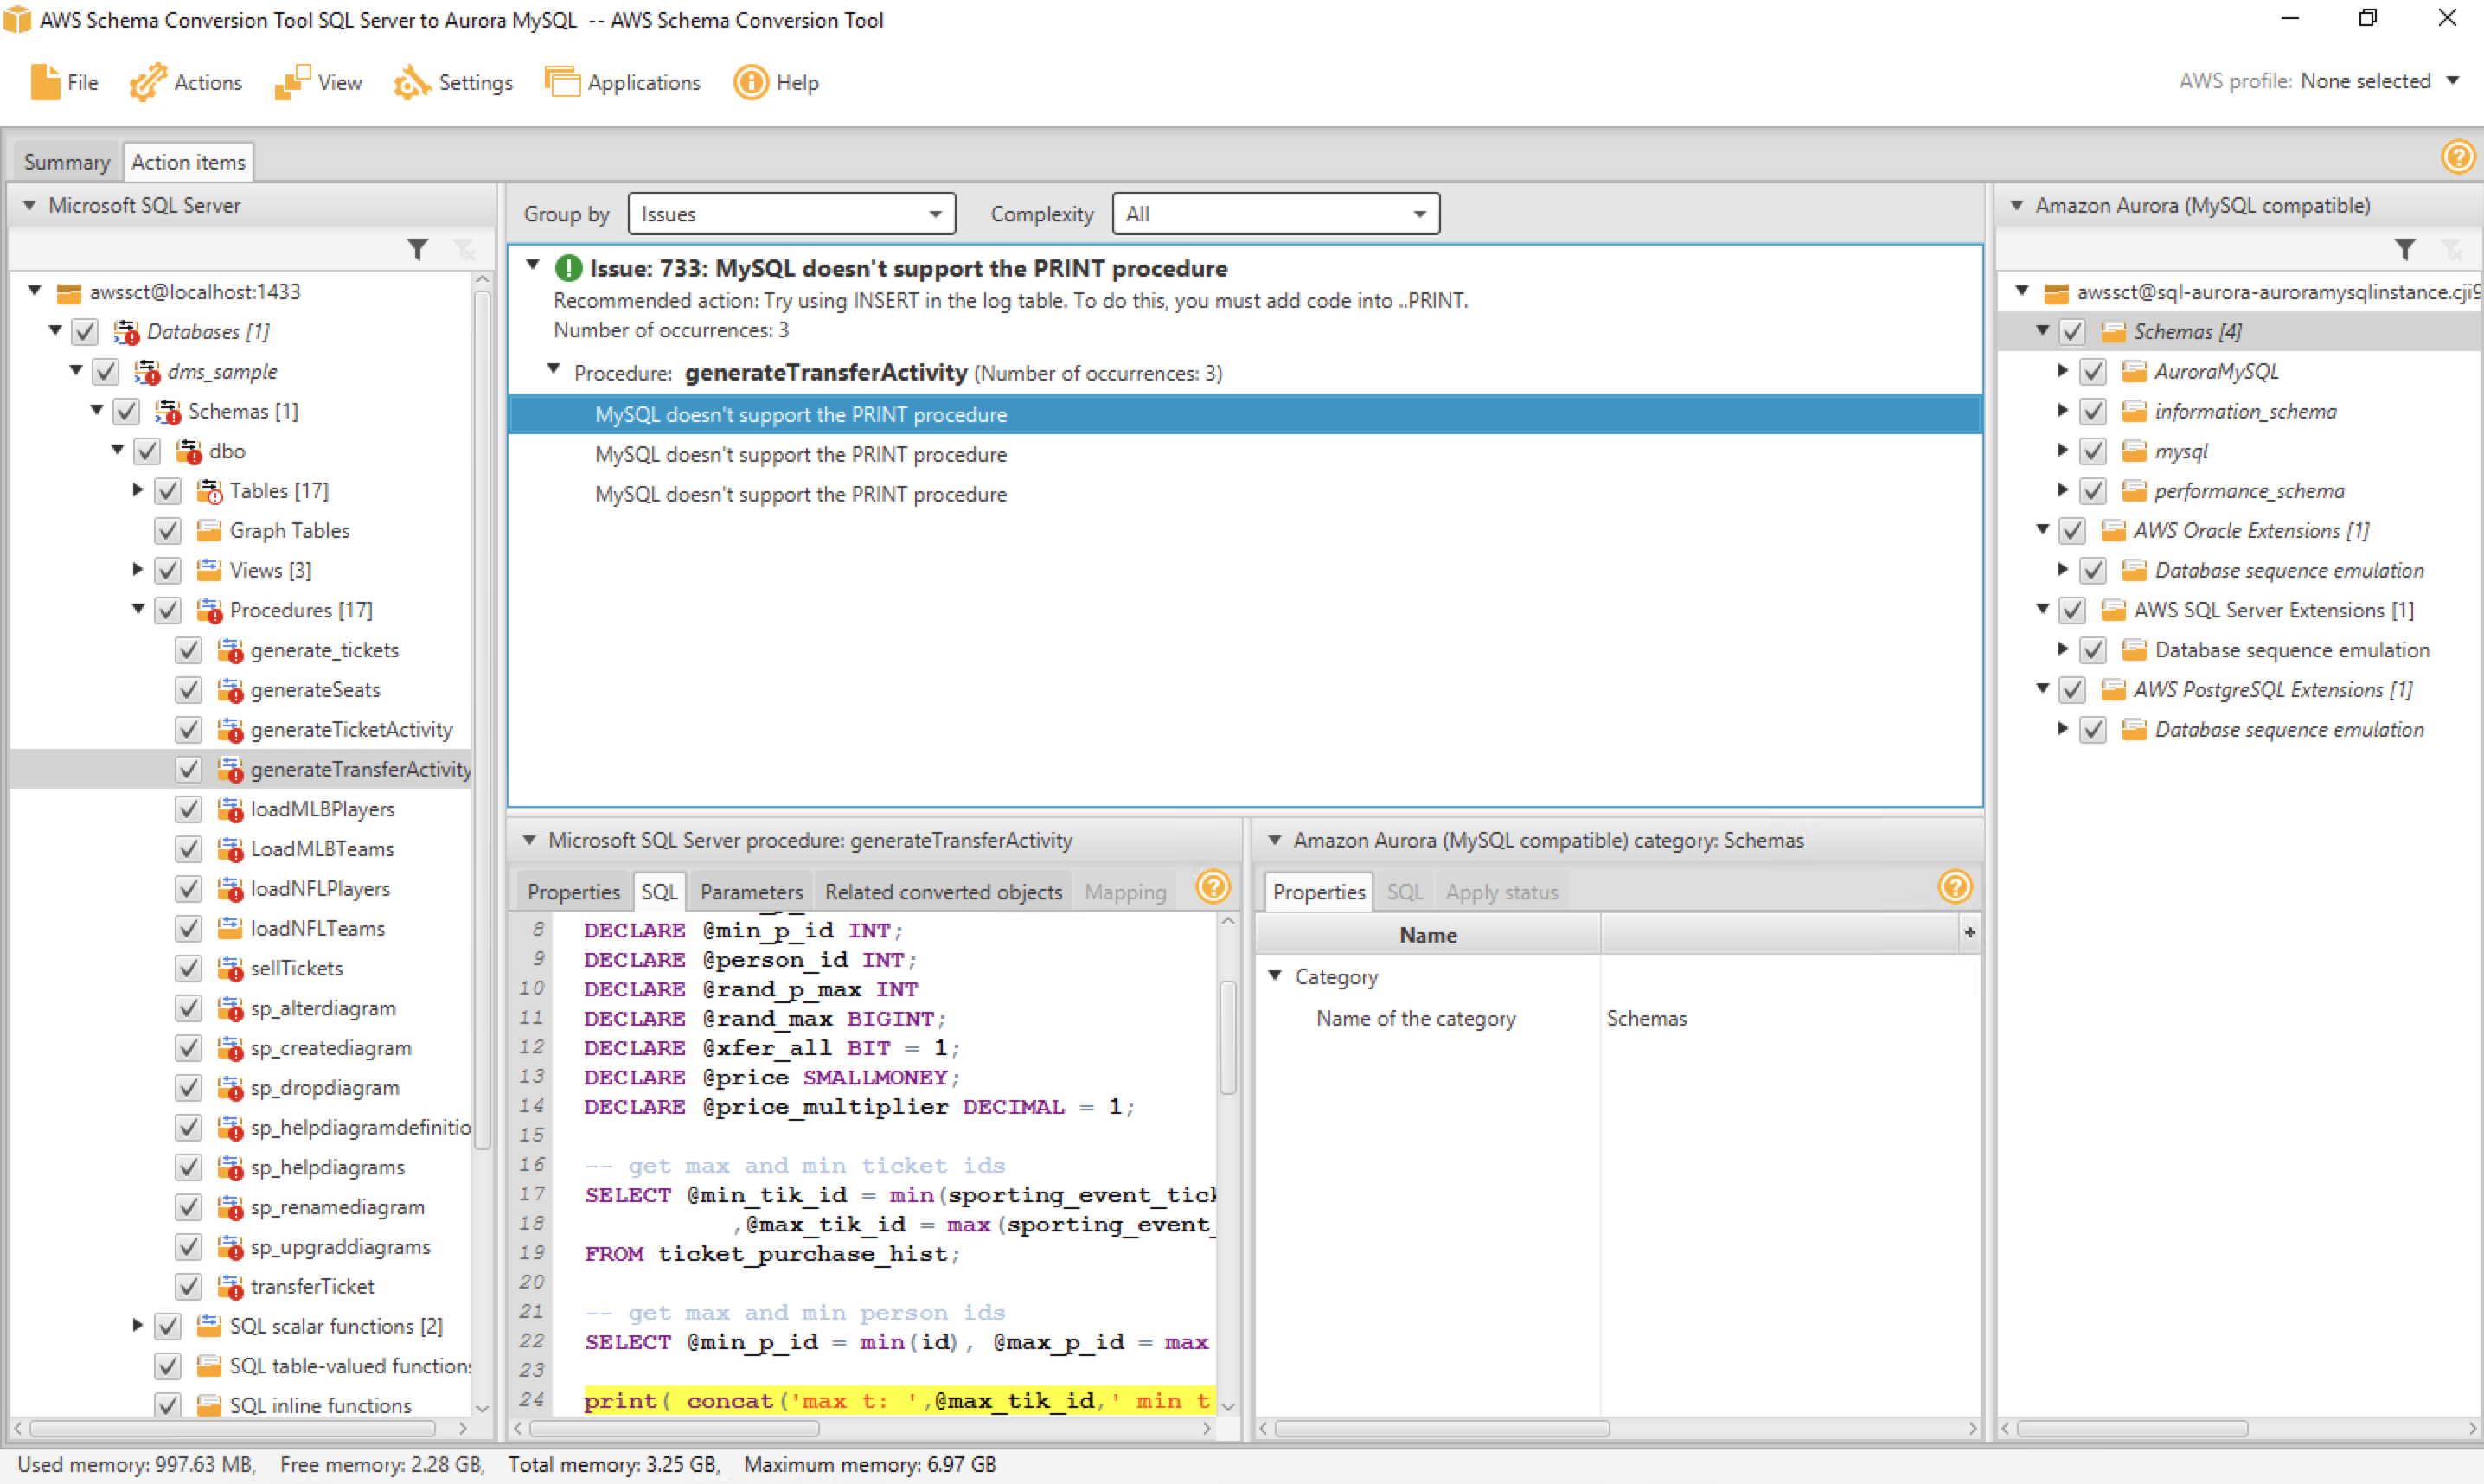 AWS Schema Conversion Tool SQL Server to Aurora MySQL -- AWS Schema Conversion Tool
File Actions View Settings Applications Help
AWS profile: None selected
Summary Action items
Microsoft SQL Server
awssct@localhost:1433
Databases [1]
dms_sample
Schemas [1]
dbo
Tables [17]
Graph Tables
Views [3]
Procedures [17]
generate_tickets
generateSeats
generateTicketActivity
generateTransferActivity
loadMLBPlayers
LoadMLBTeams
loadNFLPlayers
loadNFLTeams
sellTickets
sp_alterdiagram
sp_creatediagram
sp_dropdiagram
sp_helpdiagramdefinitio
sp_helpdiagrams
sp_renamediagram
sp_upgraddiagrams
transferTicket
SQL scalar functions [2]
SQL table-valued functions
SQL inline functions
Group by Issues Complexity All
Issue: 733: MySQL doesn't support the PRINT procedure
Recommended action: Try using INSERT in the log table. To do this, you must add code into ..PRINT.
Number of occurrences: 3
Procedure: generateTransferActivity (Number of occurrences: 3)
MySQL doesn't support the PRINT procedure
MySQL doesn't support the PRINT procedure
MySQL doesn't support the PRINT procedure
Microsoft SQL Server procedure: generateTransferActivity
Properties SQL Parameters Related converted objects Mapping
8 DECLARE @min_p_id INT;
9 DECLARE @person_id INT;
10 DECLARE @rand_p_max INT
11 DECLARE @rand_max BIGINT;
12 DECLARE @xfer_all BIT = 1;
13 DECLARE @price SMALLMONEY;
14 DECLARE @price_multiplier DECIMAL = 1;
15
16 -- get max and min ticket ids
17 SELECT @min_tik_id = min(sporting_event_tick
18 ,@max_tik_id = max(sporting_event_
19 FROM ticket_purchase_hist;
20
21 -- get max and min person ids
22 SELECT @min_p_id = min(id), @max_p_id = max
23
24 print( concat('max t: ',@max_tik_id,' min t
Amazon Aurora (MySQL compatible) category: Schemas
Properties SQL Apply status
Name
Category
Name of the category Schemas
Amazon Aurora (MySQL compatible)
awssct@sql-aurora-auroramysqlinstance.cji9
Schemas [4]
AuroraMySQL
information_schema
mysql
performance_schema
AWS Oracle Extensions [1]
Database sequence emulation
AWS SQL Server Extensions [1]
Database sequence emulation
AWS PostgreSQL Extensions [1]
Database sequence emulation
Used memory: 997.63 MB, Free memory: 2.28 GB, Total memory: 3.25 GB, Maximum memory: 6.97 GB